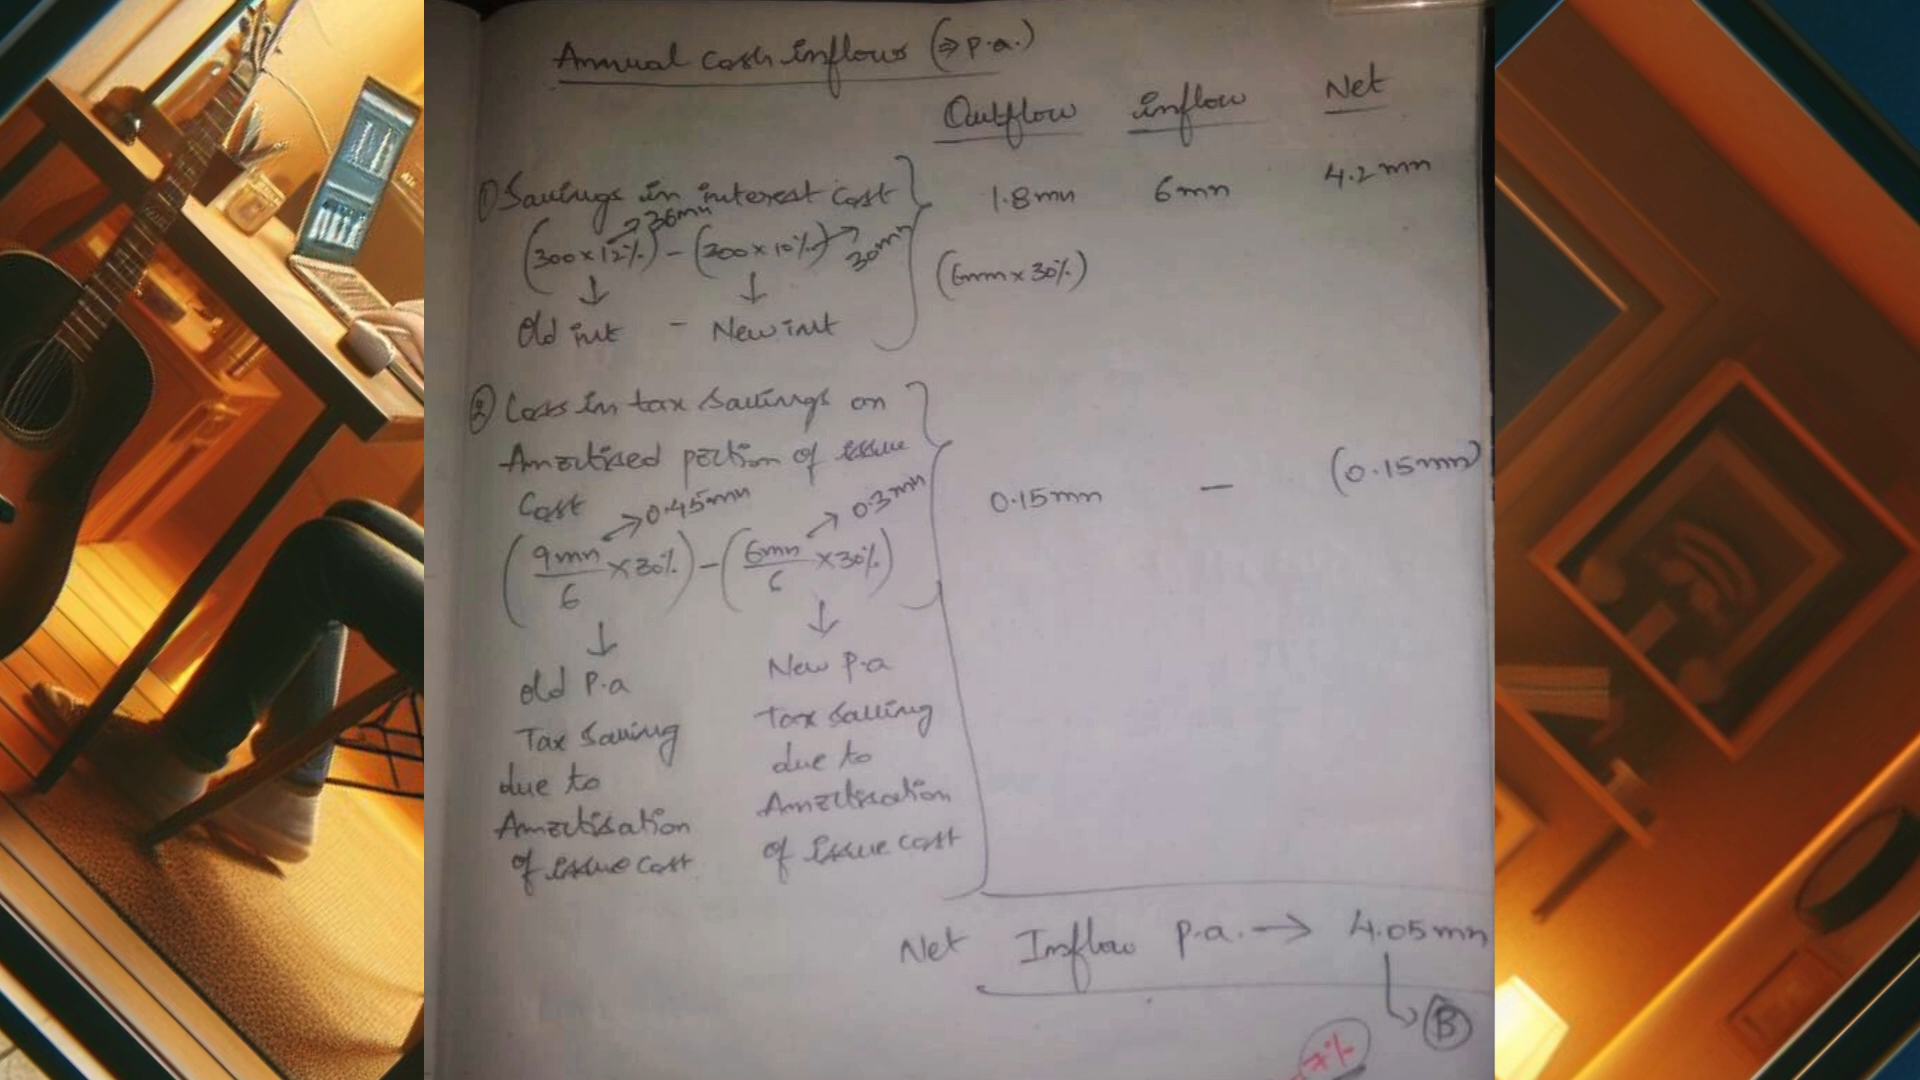 Annual Cash inflows (⇒ p.a.)
Outflow inflow Net
① Savings in interest cost 1.8mn 6mn 4.2mn
(300×12%) → 36mn - (300×10%) → 30mn (6mn×30%)
↓ ↓
Old int - New int
② Loss in tax savings on
Amortised portion of issue
Cost 0.15mn - (0.15mn)
(9mn/6 ×30%) → 0.45mn - (6mn/6 ×30%) → 0.3mn
↓ ↓
Old P.a New P.a
Tax Saving Tax saving
due to due to
Amortisation Amortisation
of issue cost of issue cost
Net Inflow p.a. → 4.05mn
B
7%